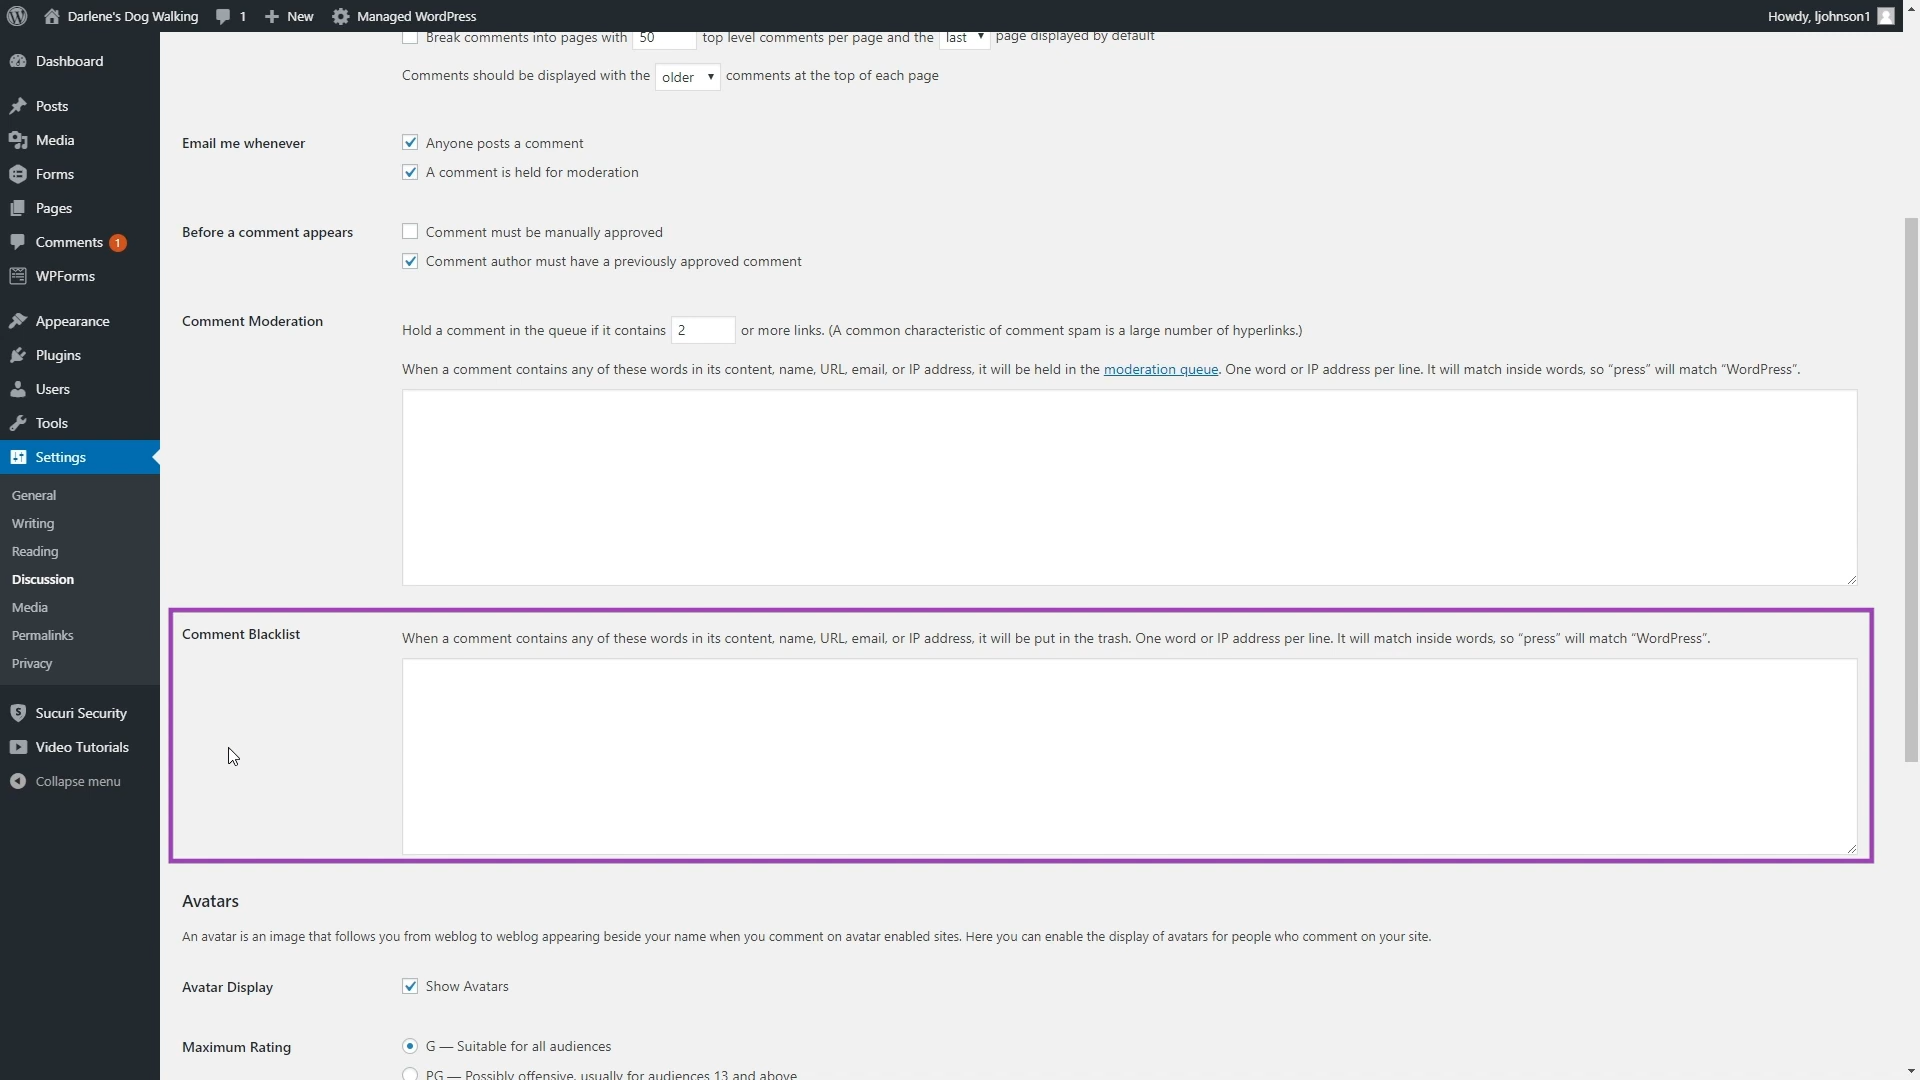 Darlene's Dog Walking 1 New Managed WordPress Howdy, ljohnson1
Dashboard
Posts
Media
Forms
Pages
Comments 1
WPForms
Appearance
Plugins
Users
Tools
Settings
General
Writing
Reading
Discussion
Media
Permalinks
Privacy
Sucuri Security
Video Tutorials
Collapse menu
Break comments into pages with 50 top level comments per page and the last page displayed by default
Comments should be displayed with the older comments at the top of each page
Email me whenever
Anyone posts a comment
A comment is held for moderation
Before a comment appears
Comment must be manually approved
Comment author must have a previously approved comment
Comment Moderation
Hold a comment in the queue if it contains 2 or more links. (A common characteristic of comment spam is a large number of hyperlinks.)
When a comment contains any of these words in its content, name, URL, email, or IP address, it will be held in the moderation queue. One word or IP address per line. It will match inside words, so “press” will match “WordPress”.
Comment Blacklist
When a comment contains any of these words in its content, name, URL, email, or IP address, it will be put in the trash. One word or IP address per line. It will match inside words, so “press” will match “WordPress”.
Avatars
An avatar is an image that follows you from weblog to weblog appearing beside your name when you comment on avatar enabled sites. Here you can enable the display of avatars for people who comment on your site.
Avatar Display
Show Avatars
Maximum Rating
G — Suitable for all audiences
PG — Possibly offensive, usually for audiences 13 and above